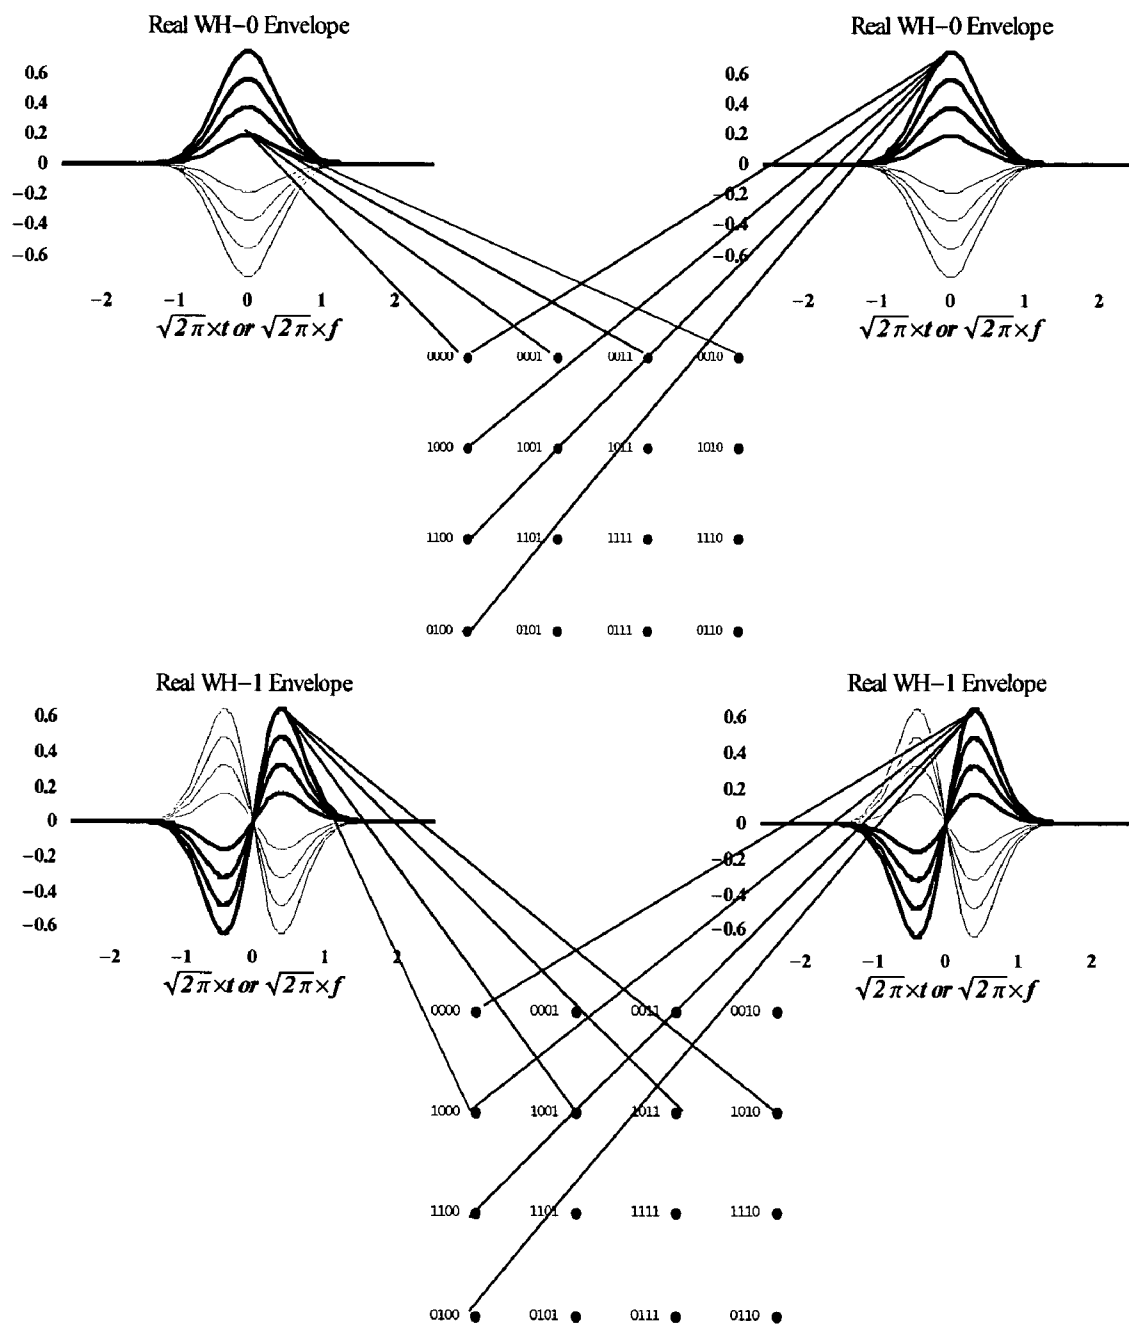 Real WH−0 Envelope
0.6
0.4
0.2
0
−0.2
−0.4
−0.6
−2 −1 0 1 2
√2π×t or √2π×f
Real WH−0 Envelope
0.6
0.4
0.2
0
−0.2
−0.4
−0.6
−2 −1 0 1 2
√2π×t or √2π×f
0000 0001 0011 0010
1000 1001 1011 1010
1100 1101 1111 1110
0100 0101 0111 0110
Real WH−1 Envelope
0.6
0.4
0.2
0
−0.2
−0.4
−0.6
−2 −1 0 1 2
√2π×t or √2π×f
Real WH−1 Envelope
0.6
0.4
0.2
0
−0.2
−0.4
−0.6
−2 −1 0 1 2
√2π×t or √2π×f
0000 0001 0011 0010
1000 1001 1011 1010
1100 1101 1111 1110
0100 0101 0111 0110